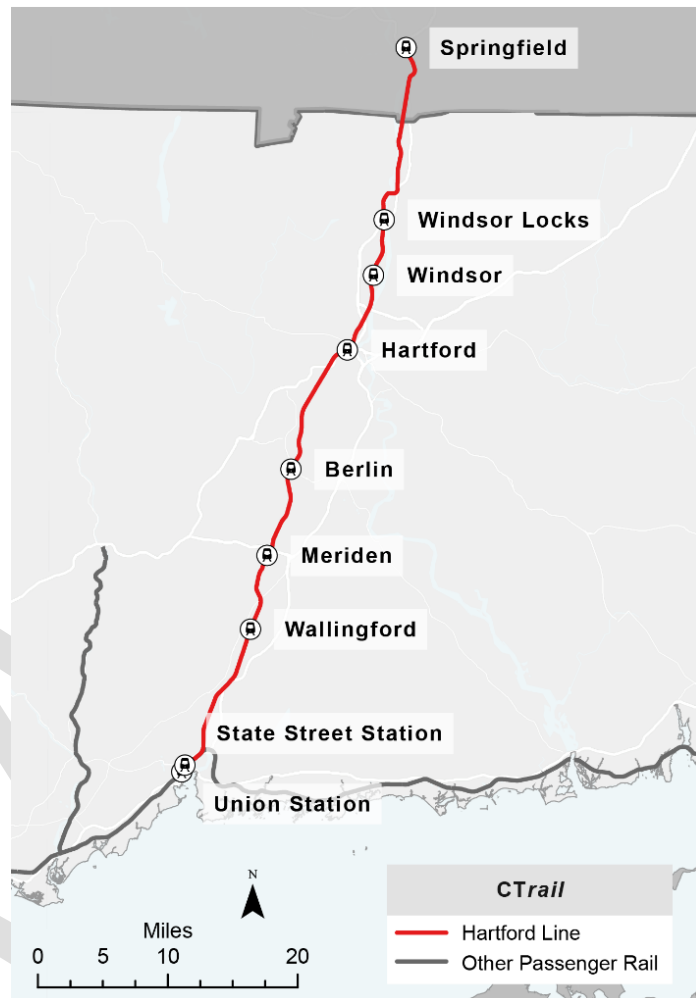 Springfield
Windsor Locks
Windsor
Hartford
Berlin
Meriden
Wallingford
State Street Station
Union Station
N
Miles
0 5 10 20
CTrail
Hartford Line
Other Passenger Rail